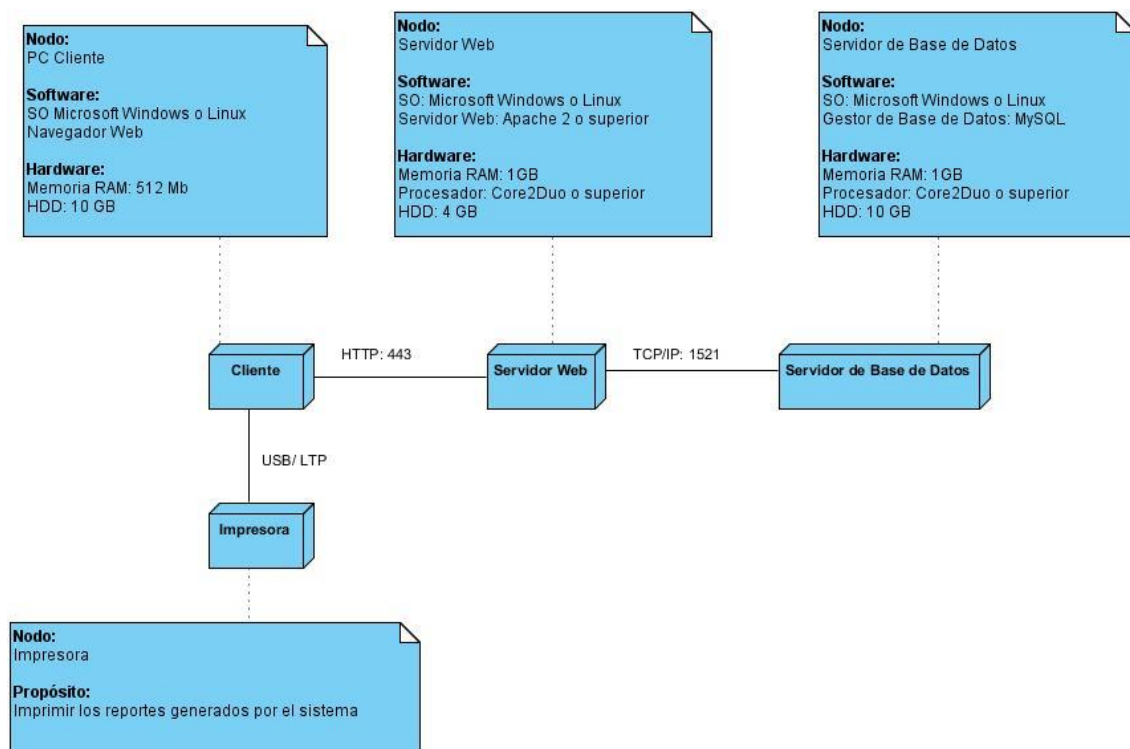 Nodo:
PC Cliente
Software:
SO Microsoft Windows o Linux
Navegador Web
Hardware:
Memoria RAM: 512 Mb
HDD: 10 GB
Nodo:
Servidor Web
Software:
SO: Microsoft Windows o Linux
Servidor Web: Apache 2 o superior
Hardware:
Memoria RAM: 1GB
Procesador: Core2Duo o superior
HDD: 4 GB
Nodo:
Servidor de Base de Datos
Software:
SO: Microsoft Windows o Linux
Gestor de Base de Datos: MySQL
Hardware:
Memoria RAM: 1GB
Procesador: Core2Duo o superior
HDD: 10 GB
Cliente
HTTP: 443
Servidor Web
TCP/IP: 1521
Servidor de Base de Datos
USB/ LTP
Impresora
Nodo:
Impresora
Propósito:
Imprimir los reportes generados por el sistema